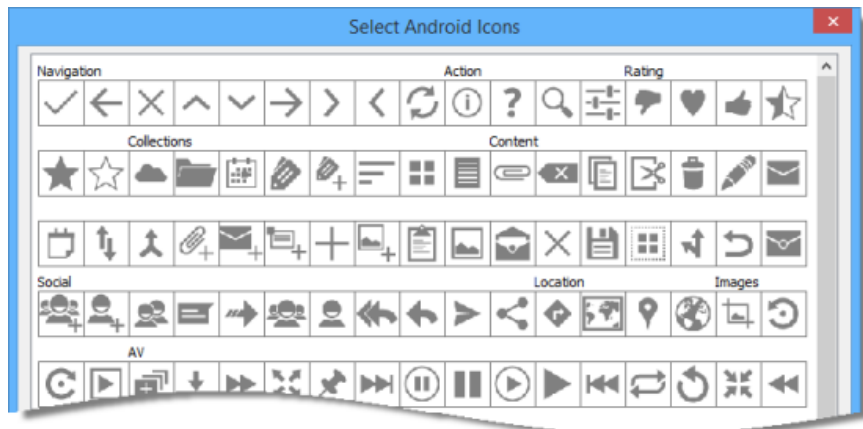 Select Android Icons
Navigation Action Rating
Collections Content
Social Location Images
AV